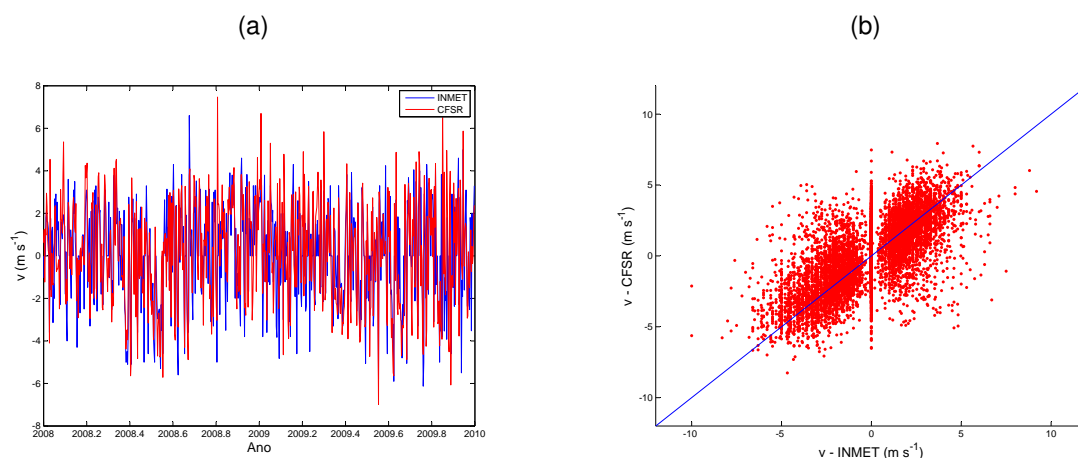 (a)
8
6
4
2
0
-2
-4
-6
-8
v (m s⁻¹)
INMET
CFSR
2008 2008.2 2008.4 2008.6 2008.8 2009 2009.2 2009.4 2009.6 2009.8 2010
Ano
(b)
10
5
0
-5
-10
v - CFSR (m s⁻¹)
-10 -5 0 5 10
v - INMET (m s⁻¹)